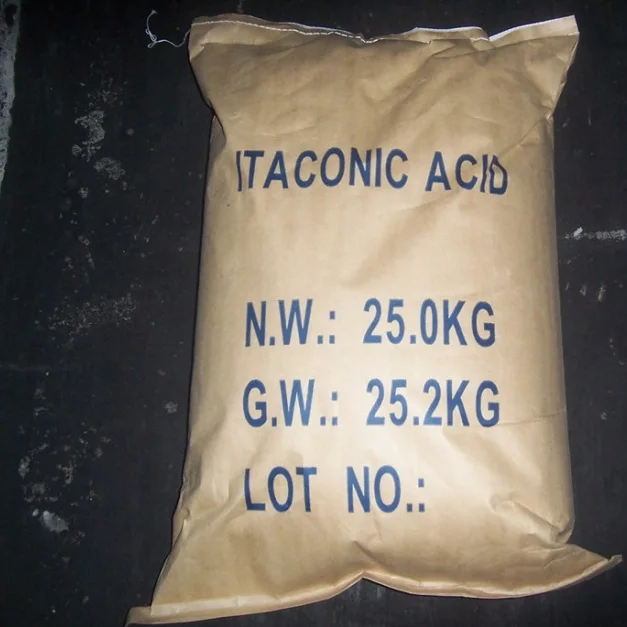 ITACONIC ACID
N.W.: 25.0KG
G.W.: 25.2KG
LOT NO.: